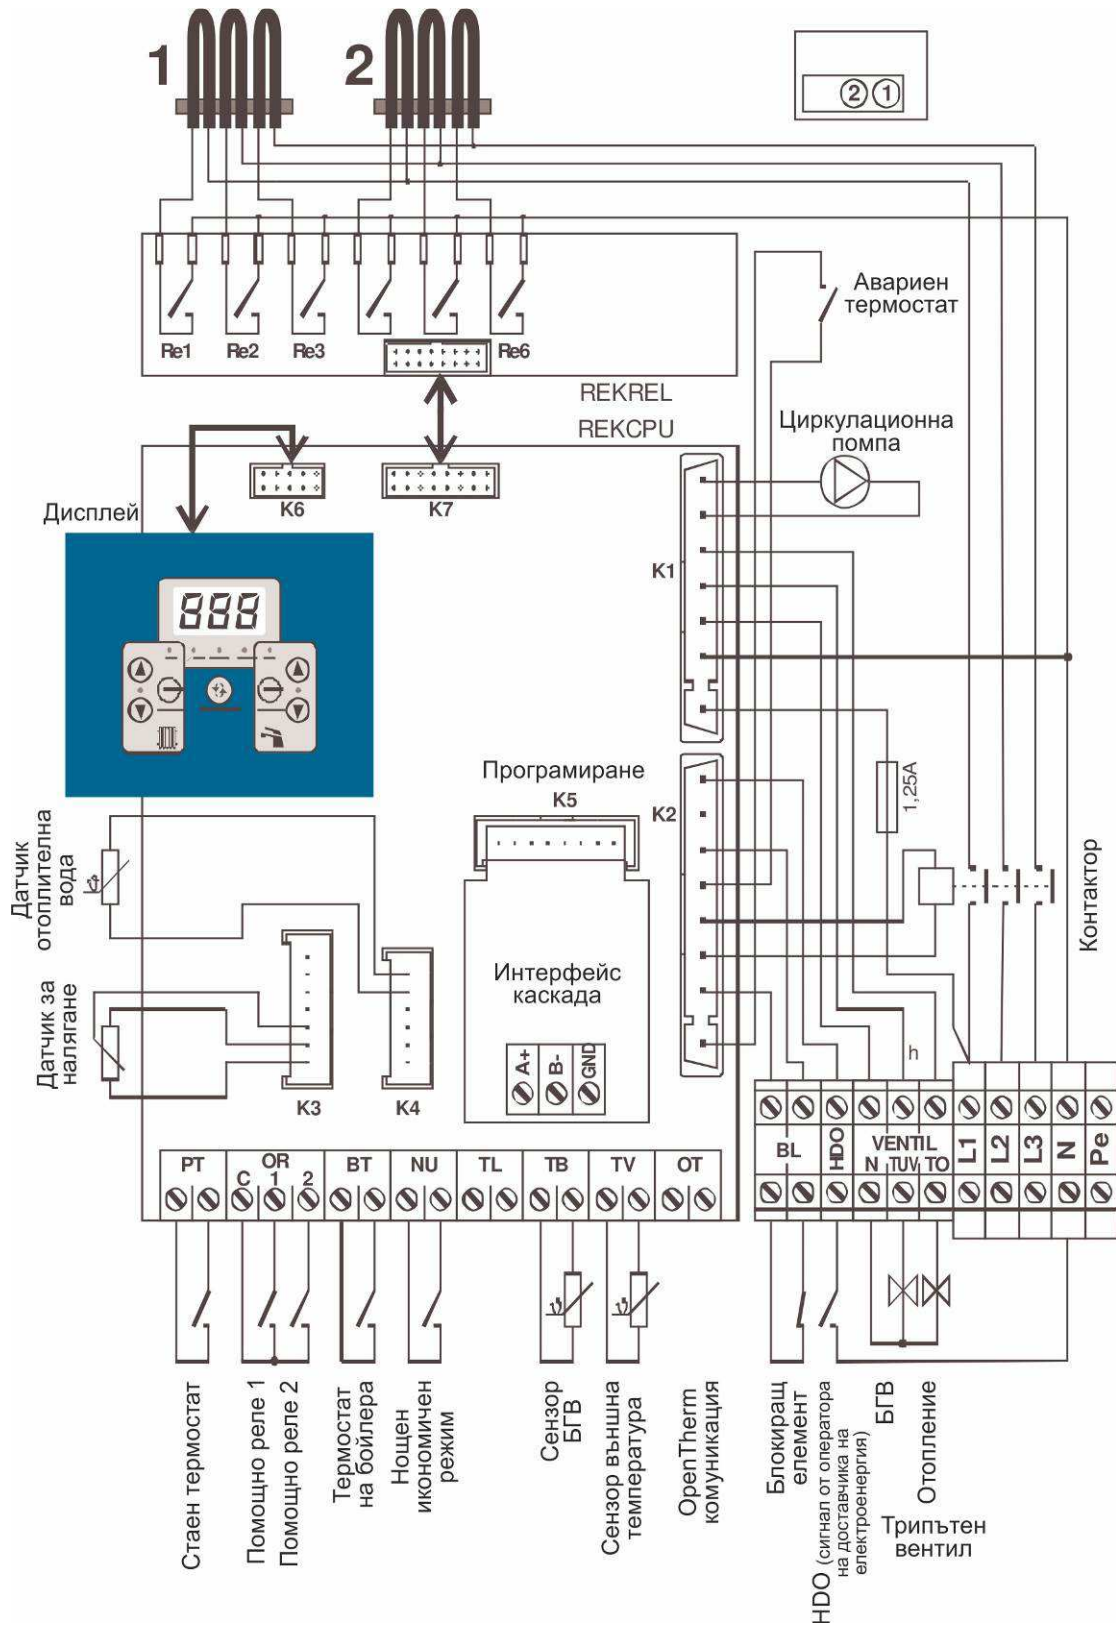 1
2
2 1
Re1
Re2
Re3
Re6
Авариен
термостат
REKREL
REKCPU
Циркулационна
помпа
K6
K7
Дисплей
K1
888
Програмиране
K5
K2
1,25A
Датчик
отоплителна
вода
Контактор
Интерфейс
каскада
Датчик за
налягане
A+
B-
GND
K3
K4
h
PT
OR
C
1
2
BT
NU
TL
TB
TV
OT
BL
HDO
VENTIL
N
TUV
TO
L1
L2
L3
N
Pe
Стаен термостат
Помощно реле 1
Помощно реле 2
Термостат
на бойлера
Нощен
икономичен
режим
Сензор
БГВ
Сензор външна
температура
OpenTherm
комуникация
Блокиращ
елемент
HDO (сигнал от оператора
на доставчика на
електроенергия)
БГВ
Отопление
Трипътен
вентил